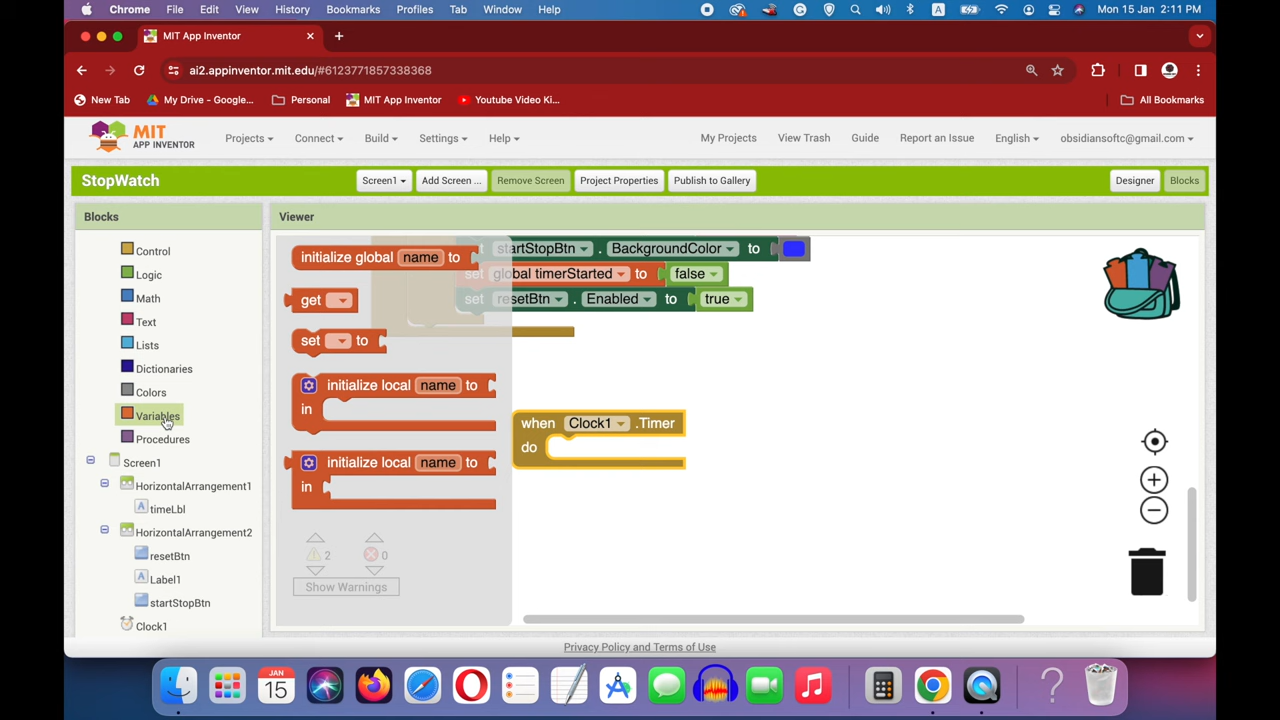 Chrome File Edit View History Bookmarks Profiles Tab Window Help A Mon 15 Jan 2:11 PM
MIT App Inventor
ai2.appinventor.mit.edu/#6123771857338368
New Tab My Drive - Google... Personal MIT App Inventor Youtube Video Ki... All Bookmarks
MIT
APP INVENTOR
Projects Connect Build Settings Help My Projects View Trash Guide Report an Issue English obsidiansoftc@gmail.com
StopWatch Screen1 Add Screen ... Remove Screen Project Properties Publish to Gallery Designer Blocks
Blocks
Viewer
Control
Logic
Math
Text
Lists
Dictionaries
Colors
Variables
Procedures
Screen1
HorizontalArrangement1
A timeLbl
HorizontalArrangement2
resetBtn
A Label1
startStopBtn
Clock1
initialize global name to
get
set to
initialize local name to
in
initialize local name to
in
2 0
Show Warnings
startStopBtn . BackgroundColor to
set global timerStarted to false
set resetBtn . Enabled to true
when Clock1 .Timer
do
Privacy Policy and Terms of Use
JAN
15